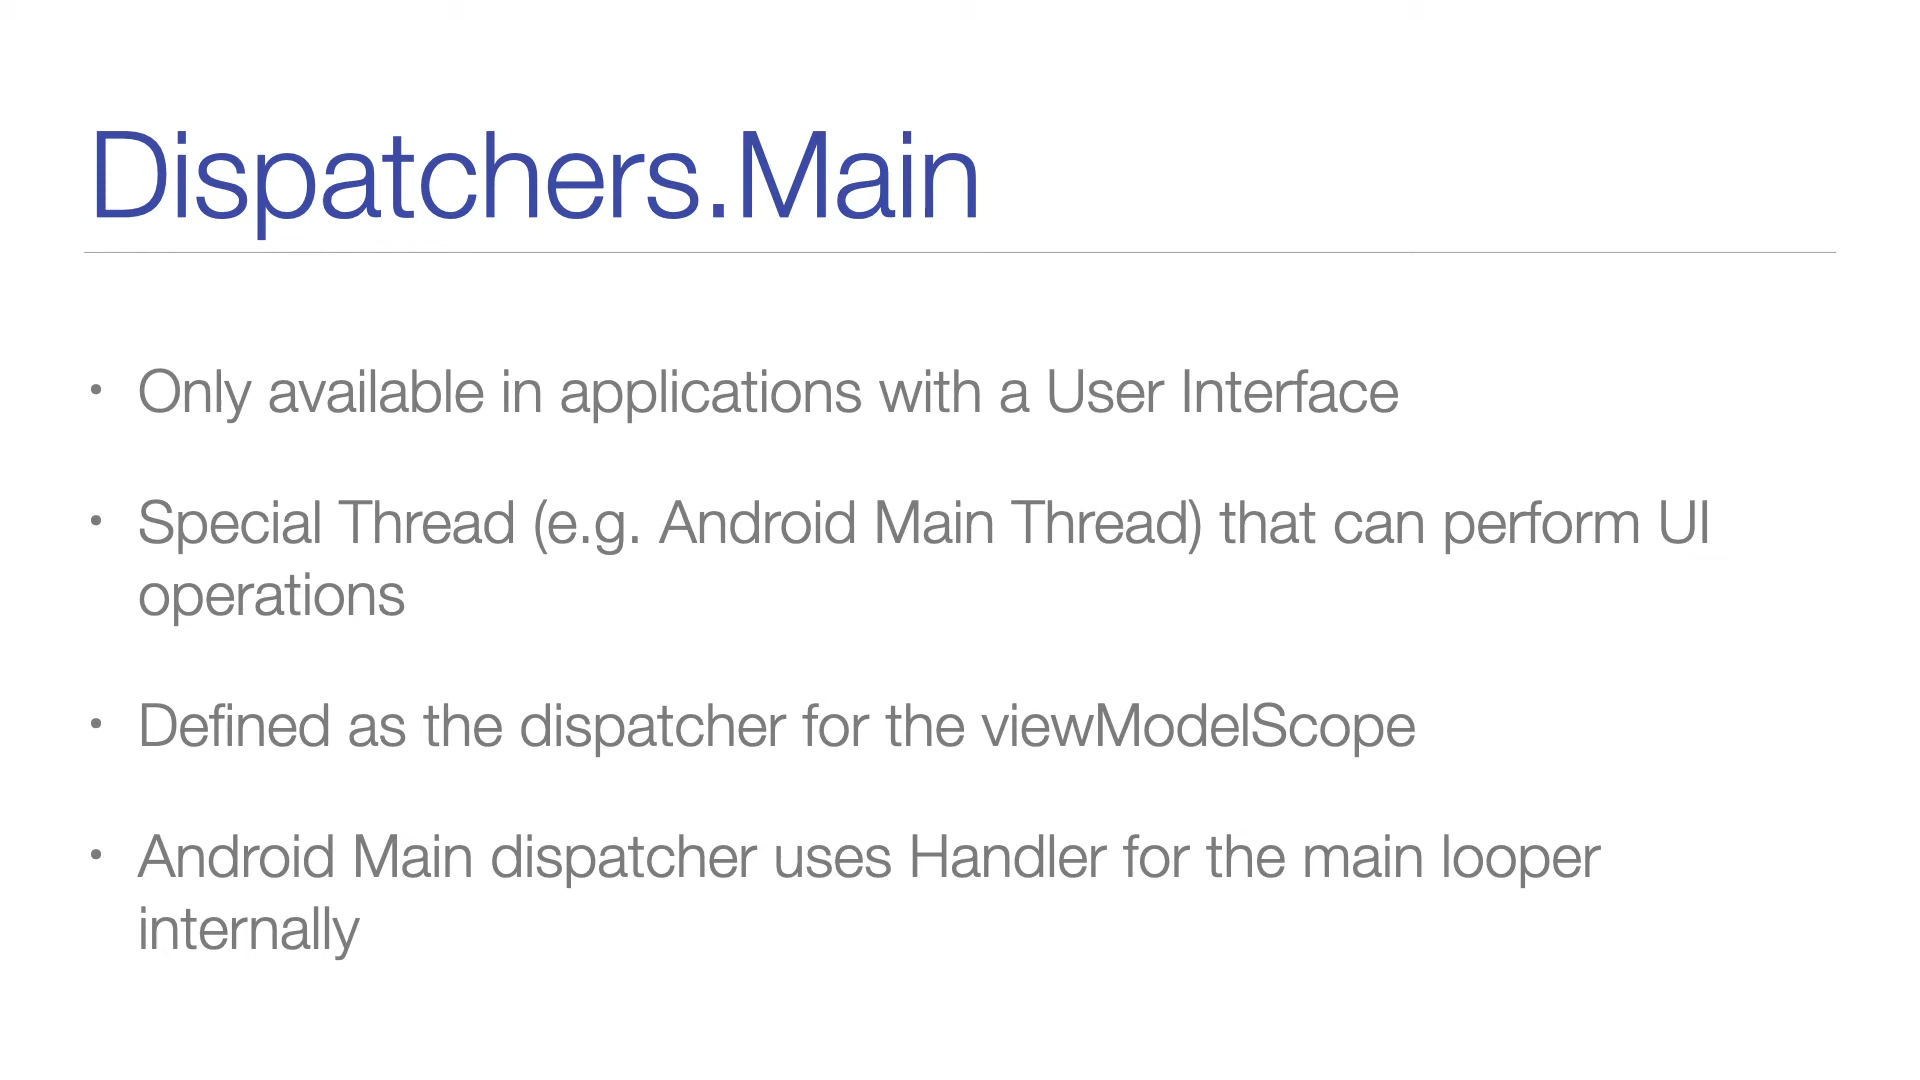 Dispatchers.Main
• Only available in applications with a User Interface
• Special Thread (e.g. Android Main Thread) that can perform UI
operations
• Defined as the dispatcher for the viewModelScope
• Android Main dispatcher uses Handler for the main looper
internally